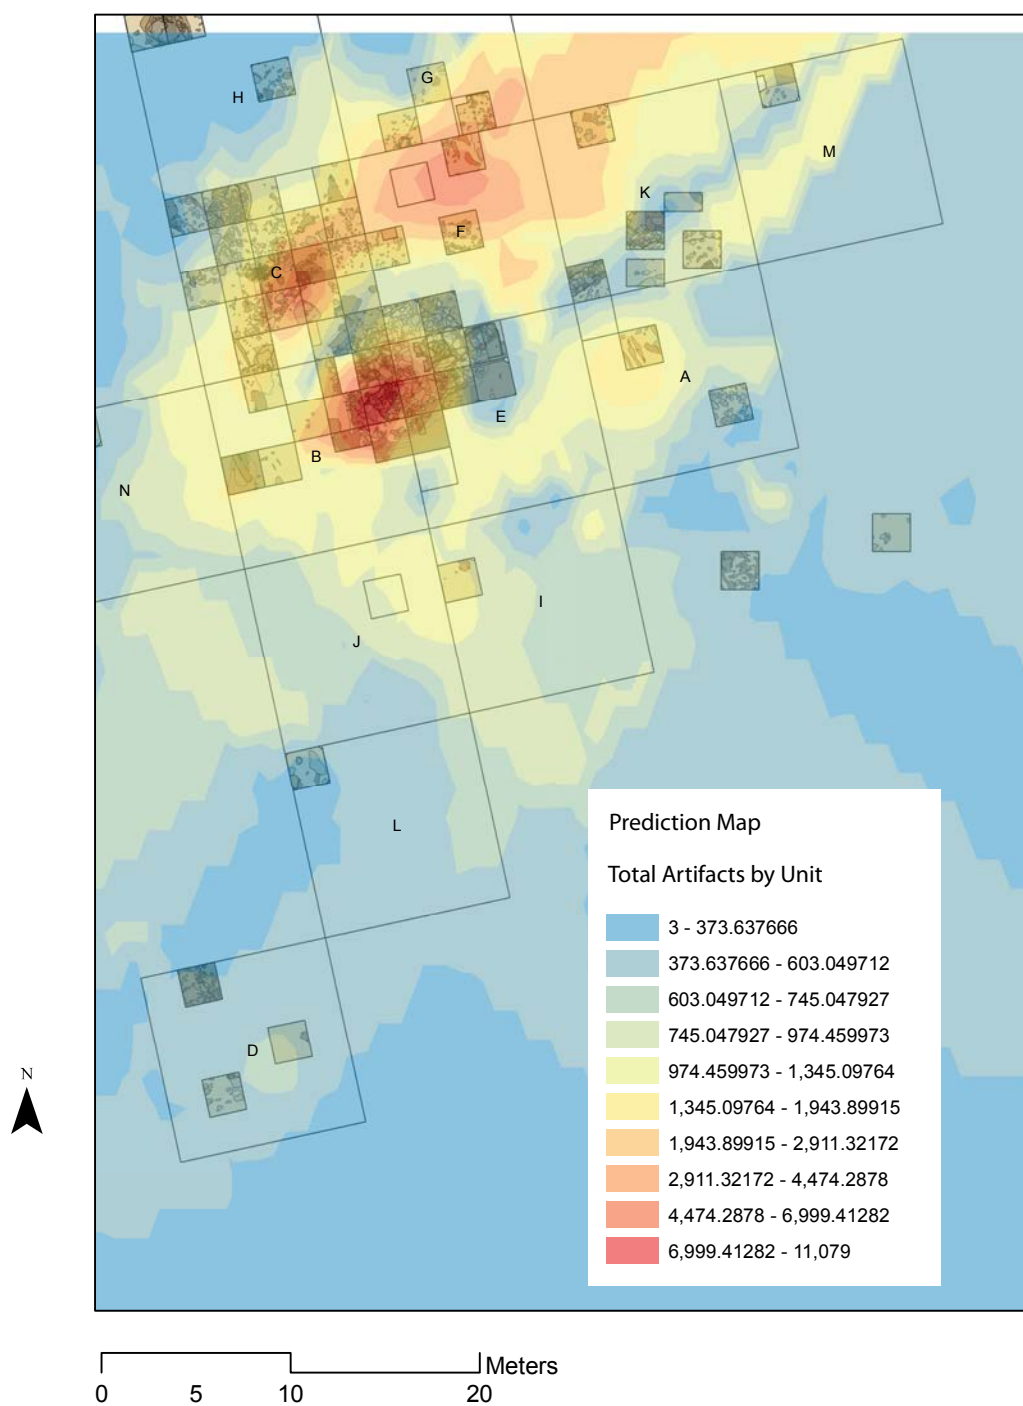 G
H
M
K
F
C
A
E
B
N
I
J
L
D
Prediction Map
Total Artifacts by Unit
3 - 373.637666
373.637666 - 603.049712
603.049712 - 745.047927
745.047927 - 974.459973
974.459973 - 1,345.09764
1,345.09764 - 1,943.89915
1,943.89915 - 2,911.32172
2,911.32172 - 4,474.2878
4,474.2878 - 6,999.41282
6,999.41282 - 11,079
N
Meters
0 5 10 20